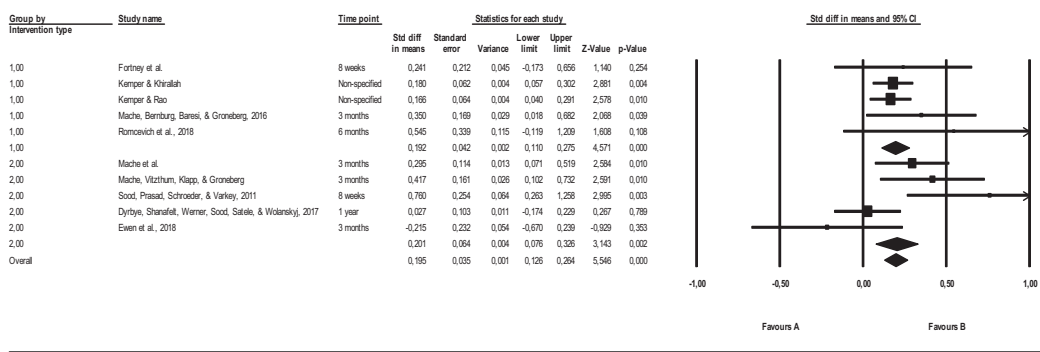 Group by Study name Time point Statistics for each study Std diff in means and 95% CI
Intervention type
Std diff Standard Lower Upper
in means error Variance limit limit Z-Value p-Value
1,00 Fortney et al. 8 weeks 0,241 0,212 0,045 -0,173 0,656 1,140 0,254
1,00 Kemper & Khirallah Non-specified 0,180 0,062 0,004 0,057 0,302 2,881 0,004
1,00 Kemper & Rao Non-specified 0,166 0,064 0,004 0,040 0,291 2,578 0,010
1,00 Mache, Bernburg, Baresi, & Groneberg, 2016 3 months 0,350 0,169 0,029 0,018 0,682 2,068 0,039
1,00 Romcevich et al., 2018 6 months 0,545 0,339 0,115 -0,119 1,209 1,608 0,108
1,00 0,192 0,042 0,002 0,110 0,275 4,571 0,000
2,00 Mache et al. 3 months 0,295 0,114 0,013 0,071 0,519 2,584 0,010
2,00 Mache, Vitzthum, Klapp, & Groneberg 3 months 0,417 0,161 0,026 0,102 0,732 2,591 0,010
2,00 Sood, Prasad, Schroeder, & Varkey, 2011 8 weeks 0,760 0,254 0,064 0,263 1,258 2,995 0,003
2,00 Dyrbye, Shanafelt, Werner, Sood, Satele, & Wolanskyj, 2017 1 year 0,027 0,103 0,011 -0,174 0,229 0,267 0,789
2,00 Ewen et al., 2018 3 months -0,215 0,232 0,054 -0,670 0,239 -0,929 0,353
2,00 0,201 0,064 0,004 0,076 0,326 3,143 0,002
Overall 0,195 0,035 0,001 0,126 0,264 5,546 0,000
-1,00 -0,50 0,00 0,50 1,00
Favours A Favours B